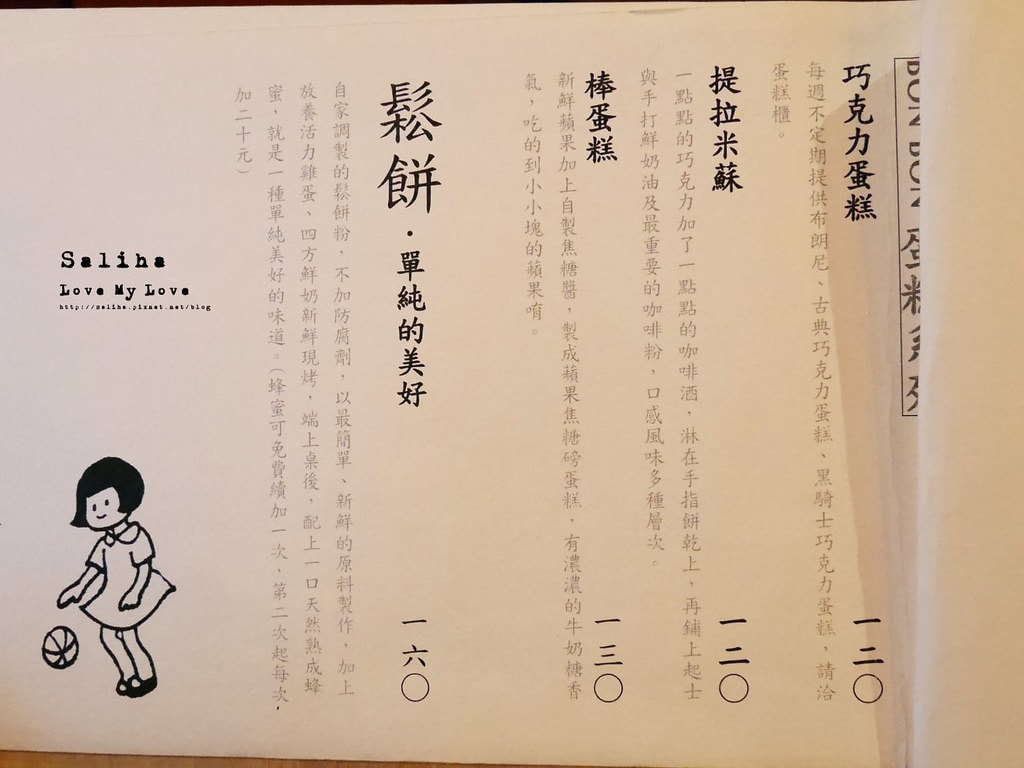 BON BON 蛋糕系列
巧克力蛋糕 一二〇
每週不定期提供布朗尼、古典巧克力蛋糕、黑騎士巧克力蛋糕，請洽
蛋糕櫃。
提拉米蘇 一二〇
一點點的巧克力加了一點點的咖啡酒，淋在手指餅乾上，再鋪上起士
與手打鮮奶油及最重要的咖啡粉，口感風味多種層次。
棒蛋糕 一三〇
新鮮蘋果加上自製焦糖醬，製成蘋果焦糖磅蛋糕，有濃濃的牛奶糖香
氣，吃的到小小塊的蘋果唷。
鬆餅・單純的美好 一六〇
自家調製的鬆餅粉，不加防腐劑，以最簡單、新鮮的原料製作，加上
放養活力雞蛋、四方鮮奶新鮮現烤，端上桌後，配上一口天然熟成蜂
蜜，就是一種單純美好的味道。（蜂蜜可免費續加一次，第二次起每次，
加二十元）
Saliha
Love My Love
http://saliha.pixnet.net/blog